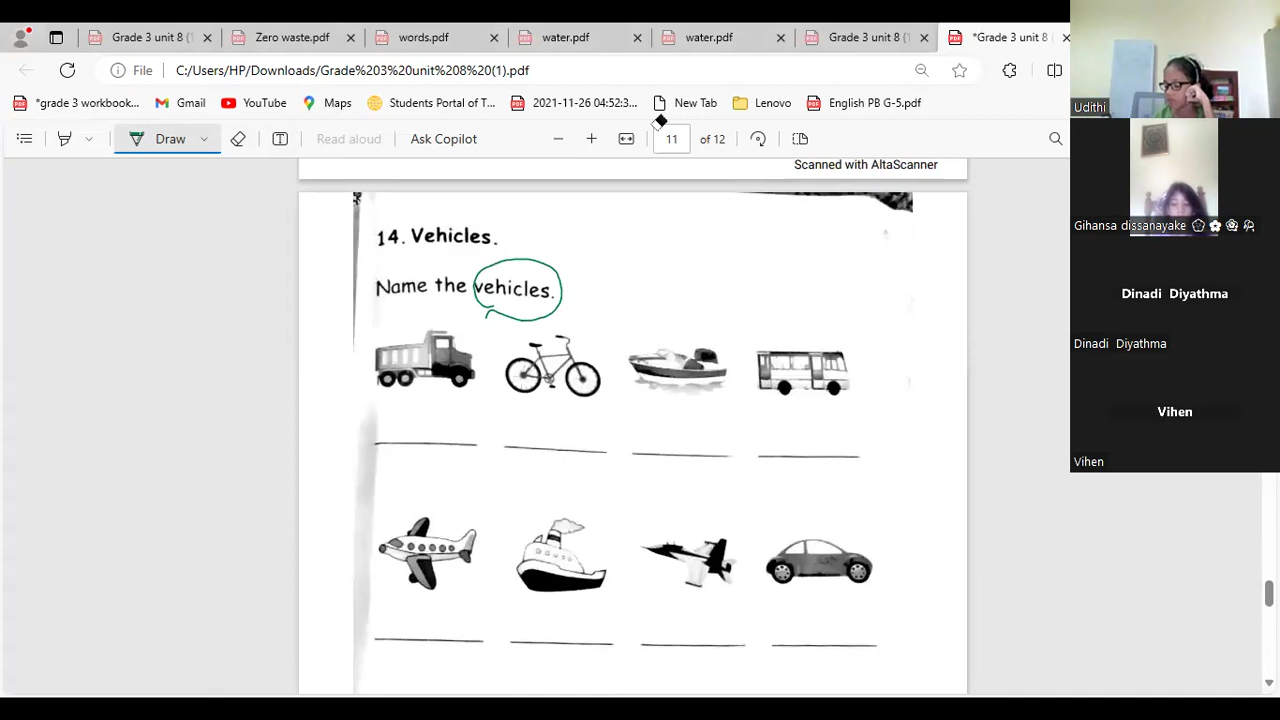 Grade 3 unit 8 (1
Zero waste.pdf
words.pdf
water.pdf
water.pdf
Grade 3 unit 8 (1
*Grade 3 unit 8
File
C:/Users/HP/Downloads/Grade%203%20unit%208%20(1).pdf
*grade 3 workbook...
Gmail
YouTube
Maps
Students Portal of T...
2021-11-26 04:52:3...
New Tab
Lenovo
English PB G-5.pdf
Draw
Read aloud
Ask Copilot
11 of 12
Scanned with AltaScanner
14. Vehicles.
Name the vehicles.
Udithi
Gihansa dissanayake
Dinadi Diyathma
Dinadi Diyathma
Vihen
Vihen